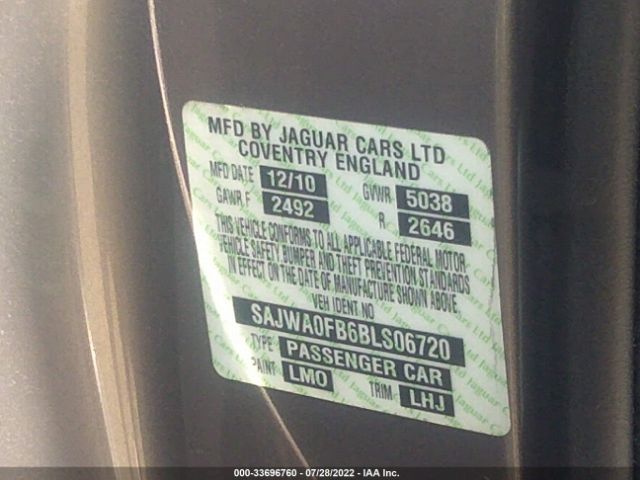 MFD BY JAGUAR CARS LTD
COVENTRY ENGLAND
MFD DATE 12/10 GVWR 5038
GAWR F 2492 R 2646
THIS VEHICLE CONFORMS TO ALL APPLICABLE FEDERAL MOTOR
VEHICLE SAFETY BUMPER AND THEFT PREVENTION STANDARDS
IN EFFECT ON THE DATE OF MANUFACTURE SHOWN ABOVE.
VEH IDENT NO
SAJWA0FB6BLS06720
TYPE PASSENGER CAR
PAINT LMO TRIM LHJ
000-33696760 - 07/28/2022 - IAA Inc.